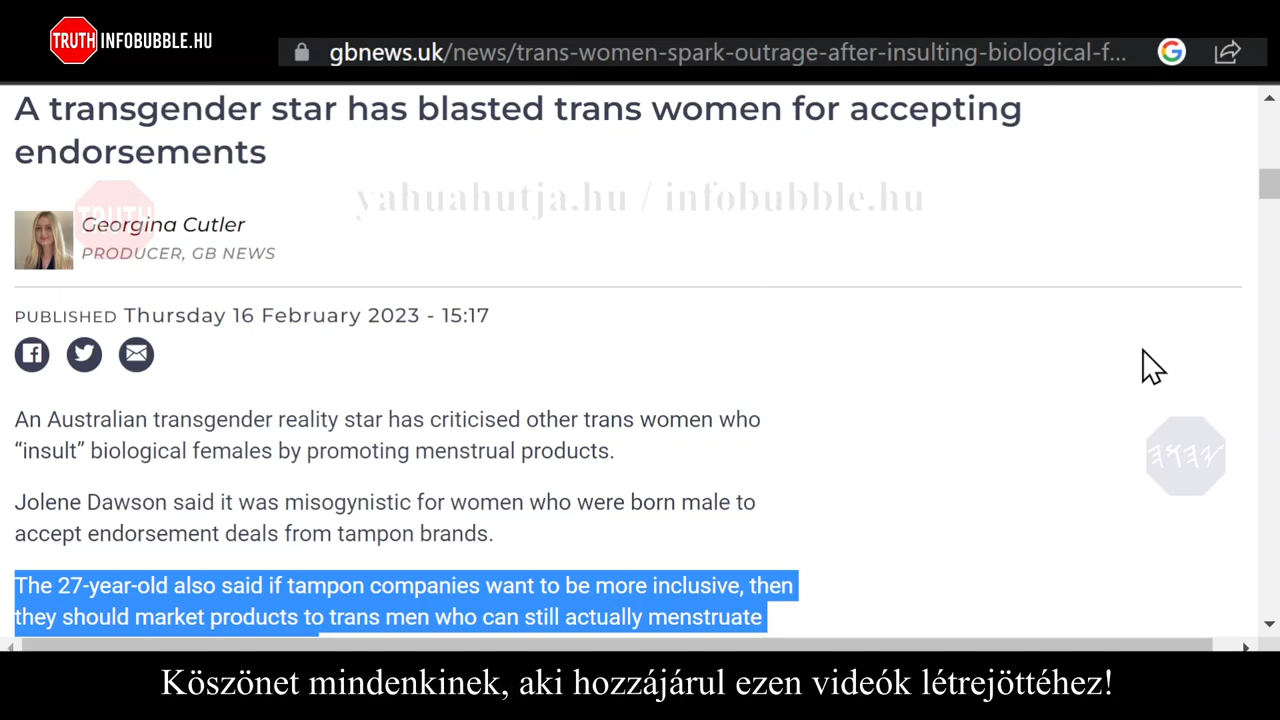 TRUTH INFOBUBBLE.HU
gbnews.uk/news/trans-women-spark-outrage-after-insulting-biological-f...
A transgender star has blasted trans women for accepting
endorsements
yahuahutja.hu / infobubble.hu
TRUTH
Georgina Cutler
PRODUCER, GB NEWS
PUBLISHED Thursday 16 February 2023 - 15:17
An Australian transgender reality star has criticised other trans women who
“insult” biological females by promoting menstrual products.
Jolene Dawson said it was misogynistic for women who were born male to
accept endorsement deals from tampon brands.
The 27-year-old also said if tampon companies want to be more inclusive, then
they should market products to trans men who can still actually menstruate
Köszönet mindenkinek, aki hozzájárul ezen videók létrejöttéhez!